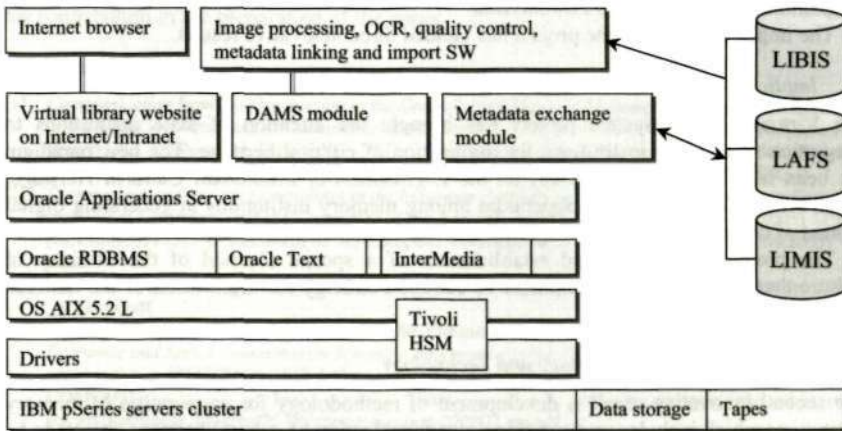 Internet browser
Image processing, OCR, quality control,
metadata linking and import SW
LIBIS
Virtual library website
on Internet/Intranet
DAMS module
Metadata exchange
module
LAFS
Oracle Applications Server
Oracle RDBMS
Oracle Text
InterMedia
LIMIS
OS AIX 5.2 L
Tivoli
HSM
Drivers
IBM pSeries servers cluster
Data storage
Tapes